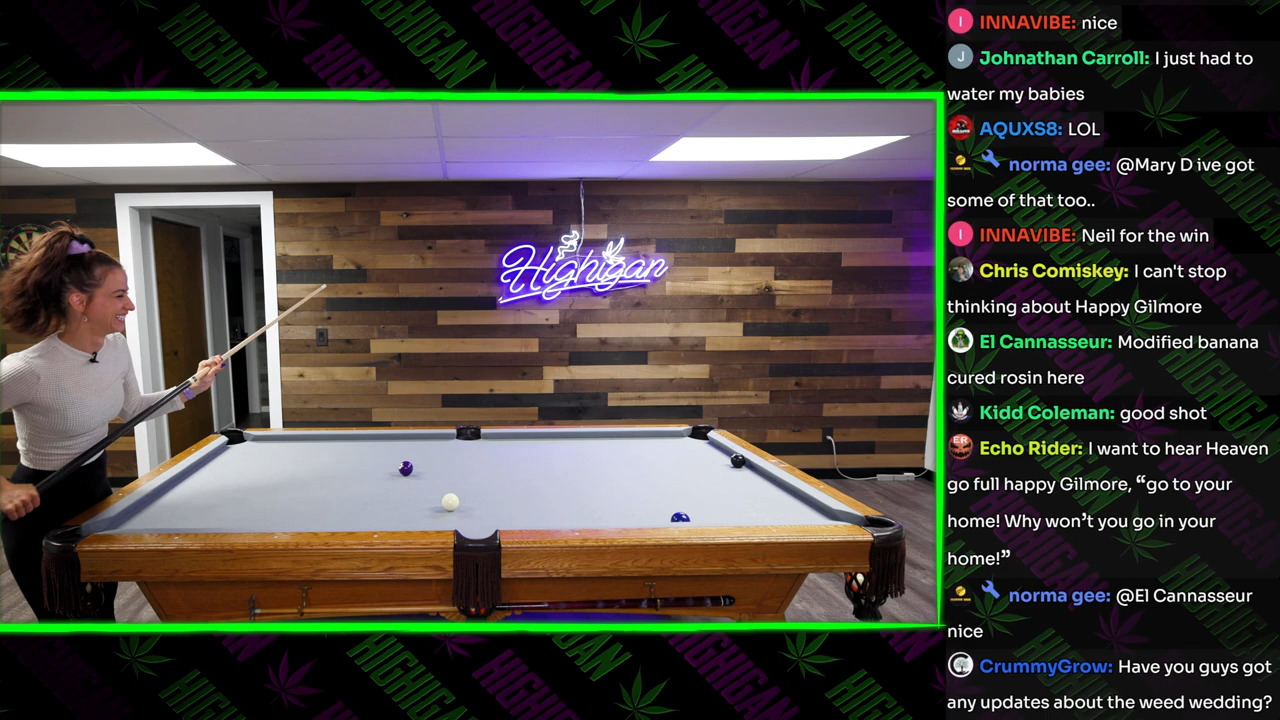 Highigan
I INNAVIBE: nice
J Johnathan Carroll: I just had to
water my babies
AQUXS8: LOL
norma gee: @Mary D ive got
some of that too..
I INNAVIBE: Neil for the win
Chris Comiskey: I can't stop
thinking about Happy Gilmore
El Cannasseur: Modified banana
cured rosin here
Kidd Coleman: good shot
ER Echo Rider: I want to hear Heaven
go full happy Gilmore, “go to your
home! Why won’t you go in your
home!”
norma gee: @El Cannasseur
nice
CrummyGrow: Have you guys got
any updates about the weed wedding?
HIGHIGAN